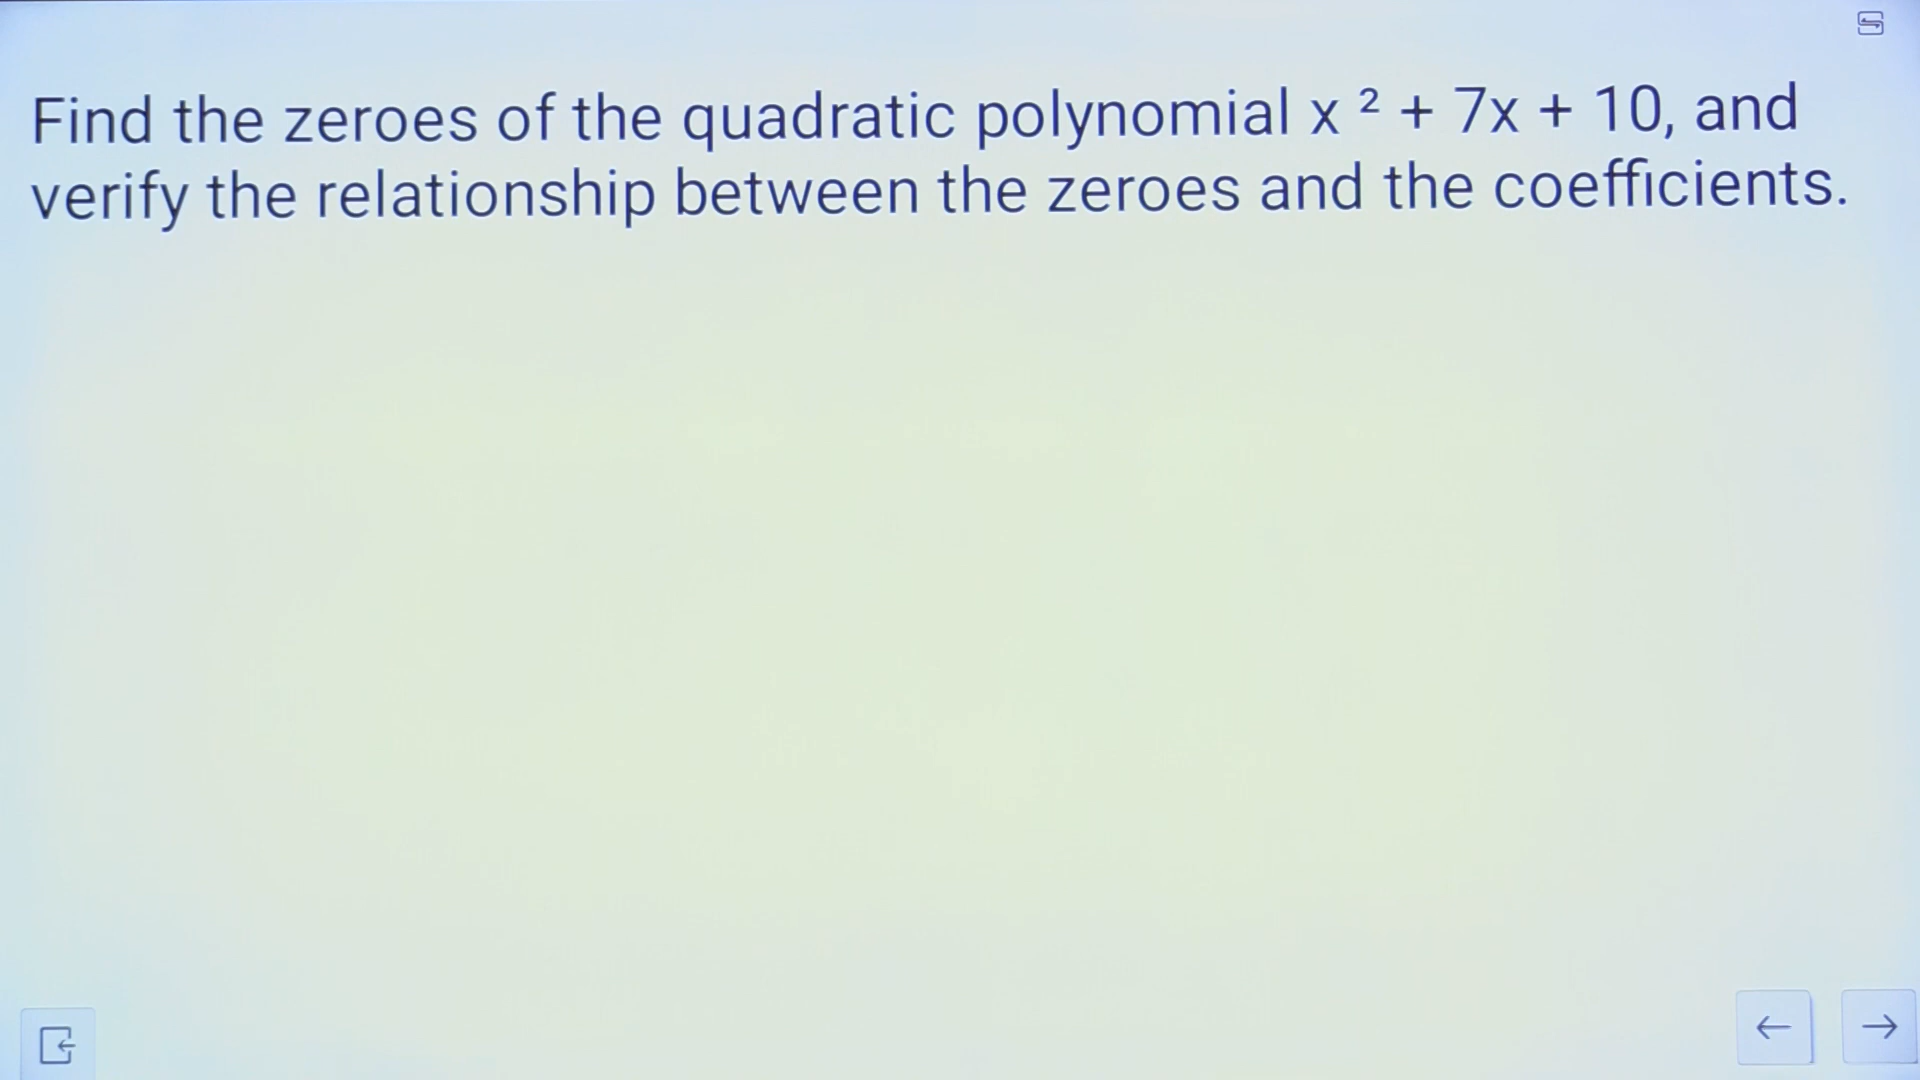 Find the zeroes of the quadratic polynomial x ² + 7x + 10, and
verify the relationship between the zeroes and the coefficients.